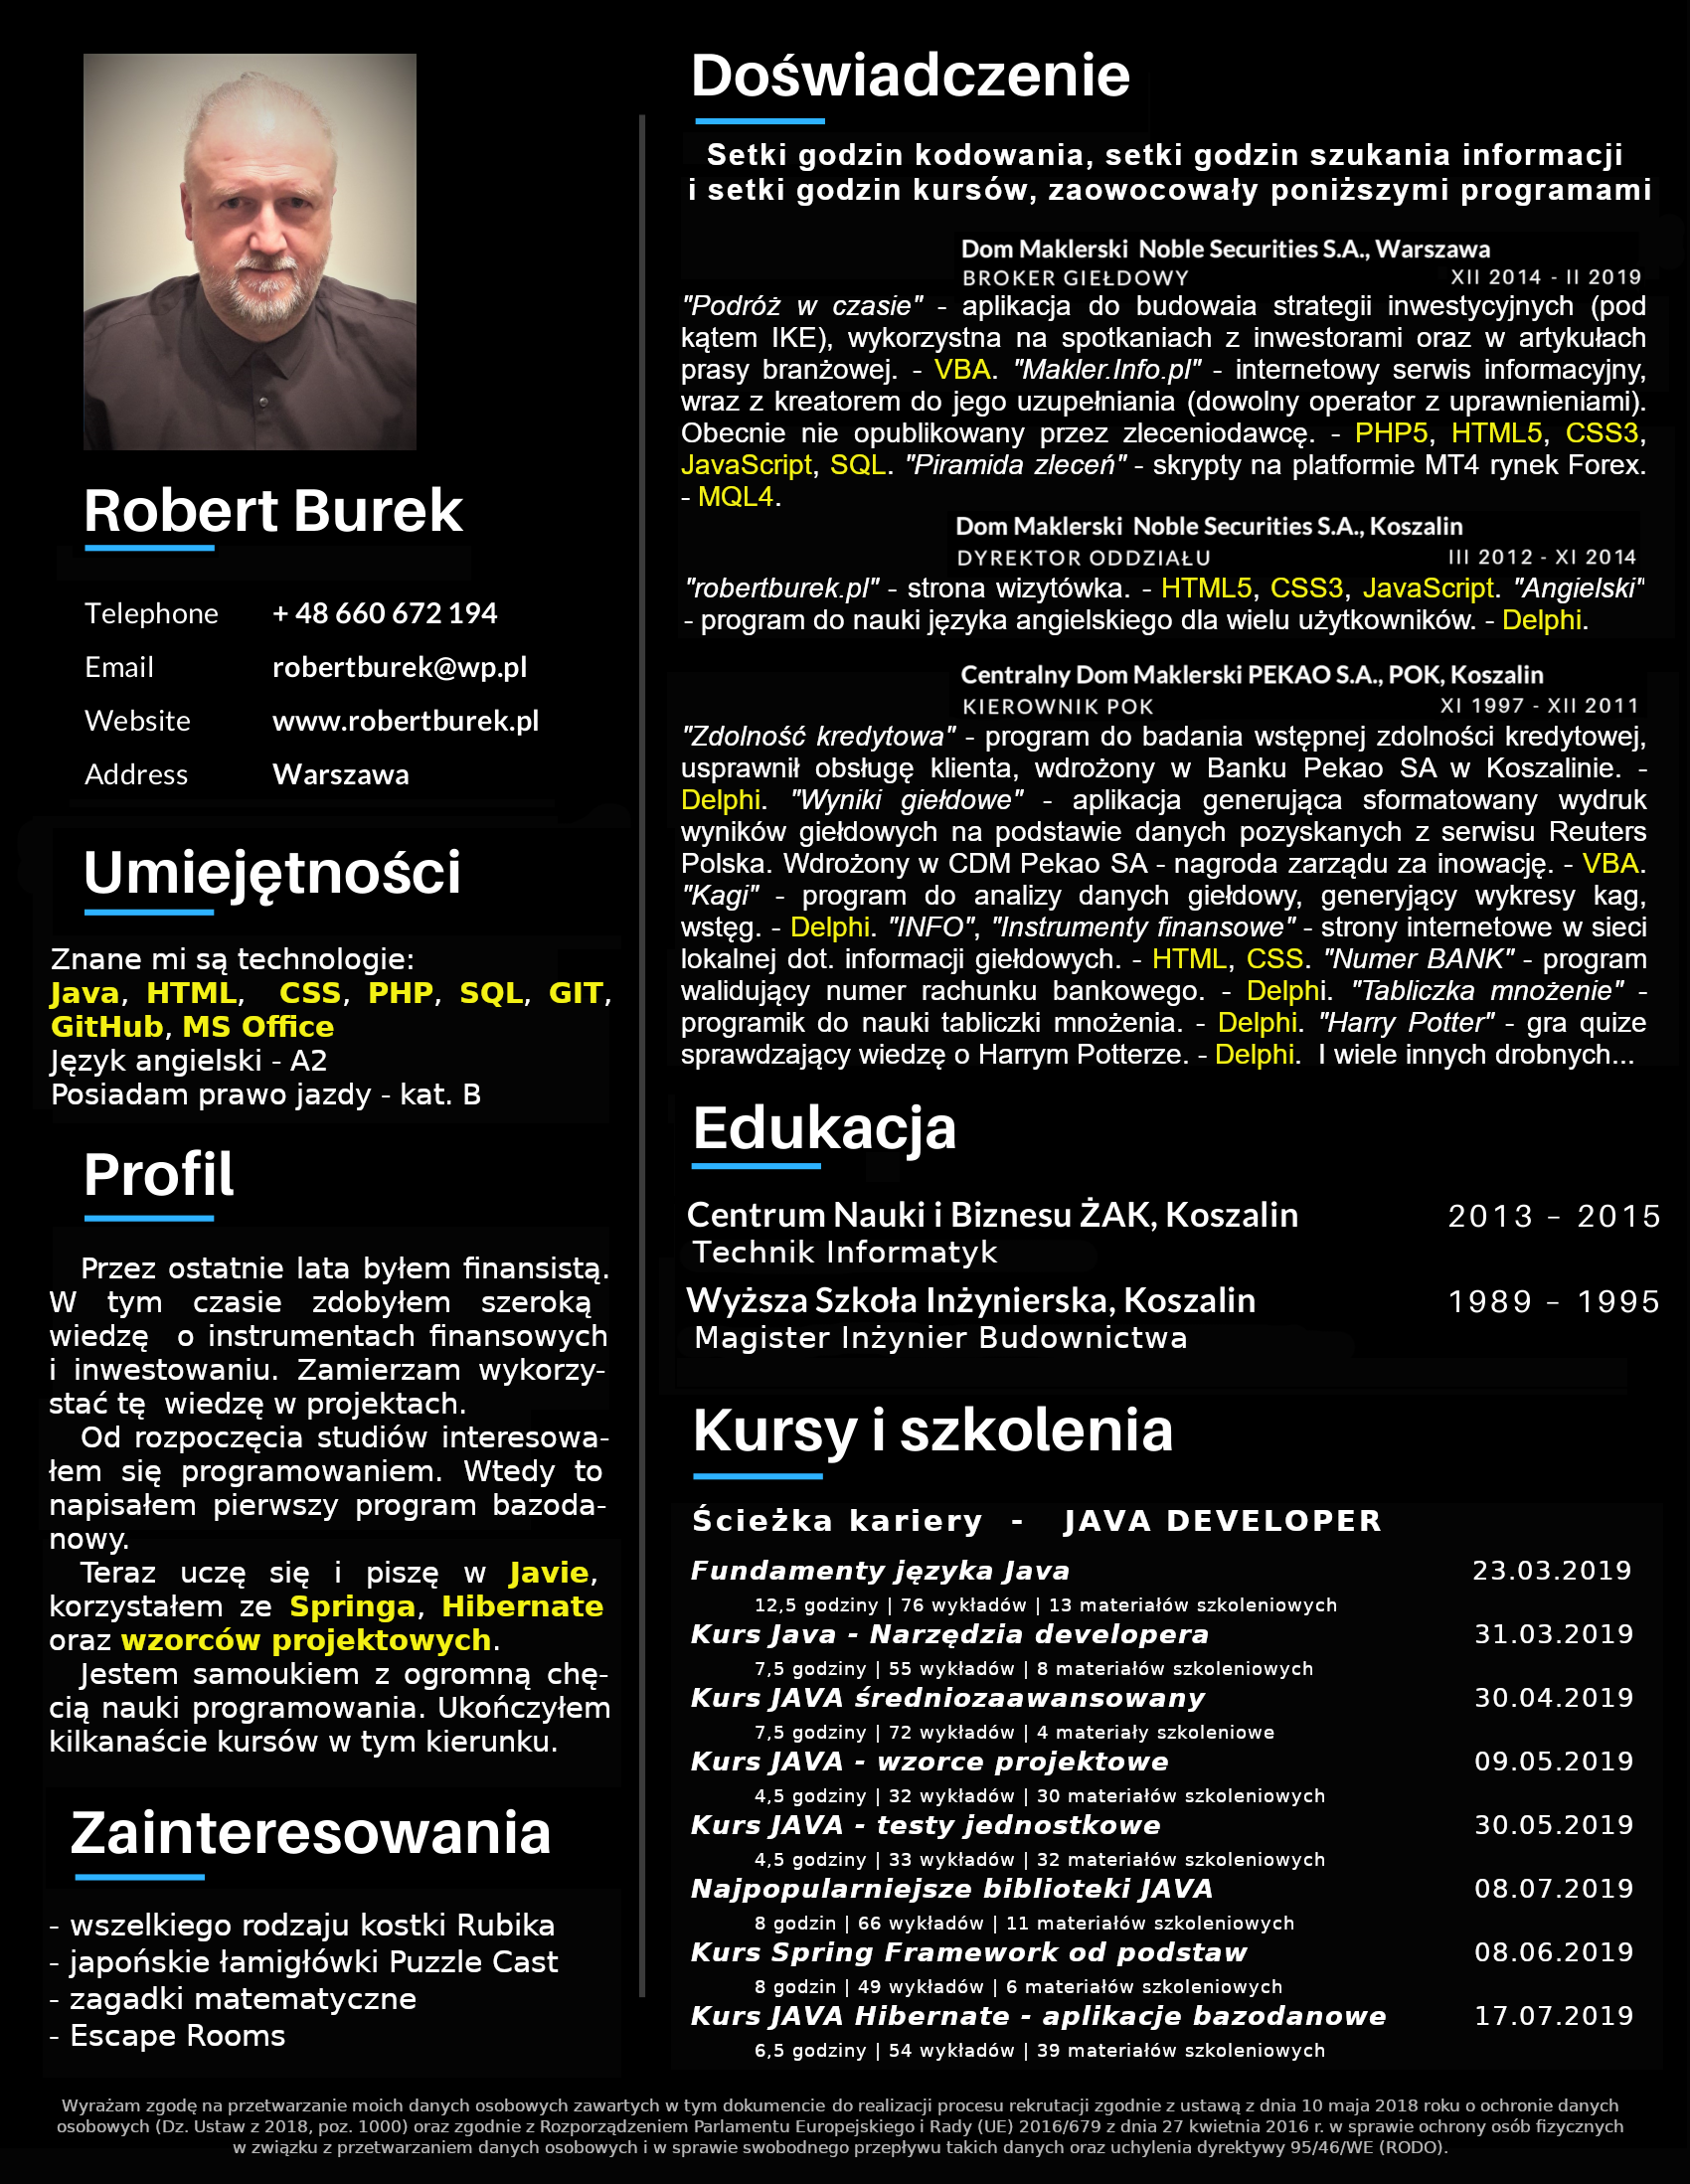 Robert Burek
Telephone + 48 660 672 194
Email robertburek@wp.pl
Website www.robertburek.pl
Address Warszawa
Umiejętności
Znane mi są technologie:
Java, HTML, CSS, PHP, SQL, GIT,
GitHub, MS Office
Język angielski - A2
Posiadam prawo jazdy - kat. B
Profil
Przez ostatnie lata byłem finansistą.
W tym czasie zdobyłem szeroką
wiedzę o instrumentach finansowych
i inwestowaniu. Zamierzam wykorzy-
stać tę wiedzę w projektach.
Od rozpoczęcia studiów interesowa-
łem się programowaniem. Wtedy to
napisałem pierwszy program bazoda-
nowy.
Teraz uczę się i piszę w Javie,
korzystałem ze Springa, Hibernate
oraz wzorców projektowych.
Jestem samoukiem z ogromną chę-
cią nauki programowania. Ukończyłem
kilkanaście kursów w tym kierunku.
Zainteresowania
- wszelkiego rodzaju kostki Rubika
- japońskie łamigłówki Puzzle Cast
- zagadki matematyczne
- Escape Rooms
Doświadczenie
Setki godzin kodowania, setki godzin szukania informacji
i setki godzin kursów, zaowocowały poniższymi programami
Dom Maklerski Noble Securities S.A., Warszawa
BROKER GIEŁDOWY XII 2014 - II 2019
"Podróż w czasie" - aplikacja do budowaia strategii inwestycyjnych (pod
kątem IKE), wykorzystna na spotkaniach z inwestorami oraz w artykułach
prasy branżowej. - VBA. "Makler.Info.pl" - internetowy serwis informacyjny,
wraz z kreatorem do jego uzupełniania (dowolny operator z uprawnieniami).
Obecnie nie opublikowany przez zleceniodawcę. - PHP5, HTML5, CSS3,
JavaScript, SQL. "Piramida zleceń" - skrypty na platformie MT4 rynek Forex.
- MQL4.
Dom Maklerski Noble Securities S.A., Koszalin
DYREKTOR ODDZIAŁU III 2012 - XI 2014
"robertburek.pl" - strona wizytówka. - HTML5, CSS3, JavaScript. "Angielski"
- program do nauki języka angielskiego dla wielu użytkowników. - Delphi.
Centralny Dom Maklerski PEKAO S.A., POK, Koszalin
KIEROWNIK POK XI 1997 - XII 2011
"Zdolność kredytowa" - program do badania wstępnej zdolności kredytowej,
usprawnił obsługę klienta, wdrożony w Banku Pekao SA w Koszalinie. -
Delphi. "Wyniki giełdowe" - aplikacja generująca sformatowany wydruk
wyników giełdowych na podstawie danych pozyskanych z serwisu Reuters
Polska. Wdrożony w CDM Pekao SA - nagroda zarządu za inowację. - VBA.
"Kagi" - program do analizy danych giełdowy, generyjący wykresy kag,
wstęg. - Delphi. "INFO", "Instrumenty finansowe" - strony internetowe w sieci
lokalnej dot. informacji giełdowych. - HTML, CSS. "Numer BANK" - program
walidujący numer rachunku bankowego. - Delphi. "Tabliczka mnożenie" -
programik do nauki tabliczki mnożenia. - Delphi. "Harry Potter" - gra quize
sprawdzający wiedzę o Harrym Potterze. - Delphi. I wiele innych drobnych...
Edukacja
Centrum Nauki i Biznesu ŻAK, Koszalin 2013 – 2015
Technik Informatyk
Wyższa Szkoła Inżynierska, Koszalin 1989 – 1995
Magister Inżynier Budownictwa
Kursy i szkolenia
Ścieżka kariery - JAVA DEVELOPER
Fundamenty języka Java 23.03.2019
12,5 godziny | 76 wykładów | 13 materiałów szkoleniowych
Kurs Java - Narzędzia developera 31.03.2019
7,5 godziny | 55 wykładów | 8 materiałów szkoleniowych
Kurs JAVA średniozaawansowany 30.04.2019
7,5 godziny | 72 wykładów | 4 materiały szkoleniowe
Kurs JAVA - wzorce projektowe 09.05.2019
4,5 godziny | 32 wykładów | 30 materiałów szkoleniowych
Kurs JAVA - testy jednostkowe 30.05.2019
4,5 godziny | 33 wykładów | 32 materiałów szkoleniowych
Najpopularniejsze biblioteki JAVA 08.07.2019
8 godzin | 66 wykładów | 11 materiałów szkoleniowych
Kurs Spring Framework od podstaw 08.06.2019
8 godzin | 49 wykładów | 6 materiałów szkoleniowych
Kurs JAVA Hibernate - aplikacje bazodanowe 17.07.2019
6,5 godziny | 54 wykładów | 39 materiałów szkoleniowych
Wyrażam zgodę na przetwarzanie moich danych osobowych zawartych w tym dokumencie do realizacji procesu rekrutacji zgodnie z ustawą z dnia 10 maja 2018 roku o ochronie danych
osobowych (Dz. Ustaw z 2018, poz. 1000) oraz zgodnie z Rozporządzeniem Parlamentu Europejskiego i Rady (UE) 2016/679 z dnia 27 kwietnia 2016 r. w sprawie ochrony osób fizycznych
w związku z przetwarzaniem danych osobowych i w sprawie swobodnego przepływu takich danych oraz uchylenia dyrektywy 95/46/WE (RODO).